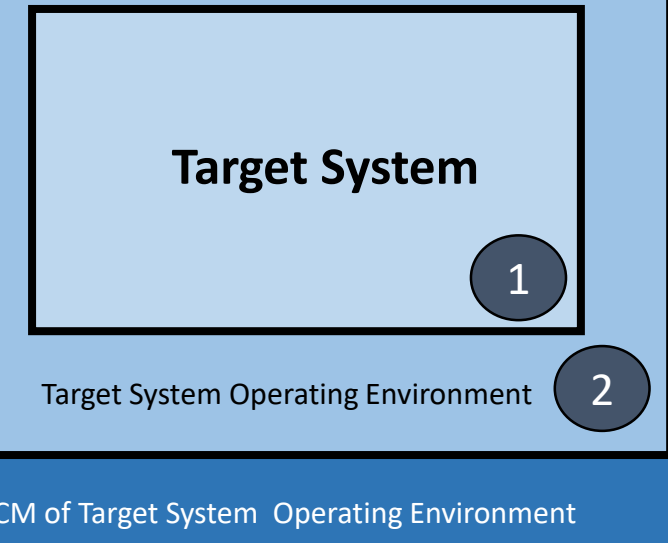 Target System
1
Target System Operating Environment
2
CM of Target System  Operating Environment